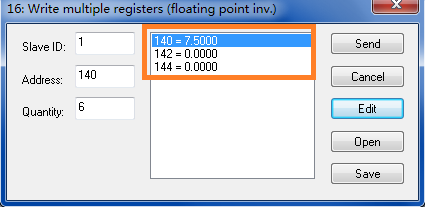 16: Write multiple registers (floating point inv.)
Slave ID: 1
Address: 140
Quantity: 6
140 = 7.5000
142 = 0.0000
144 = 0.0000
Send
Cancel
Edit
Open
Save